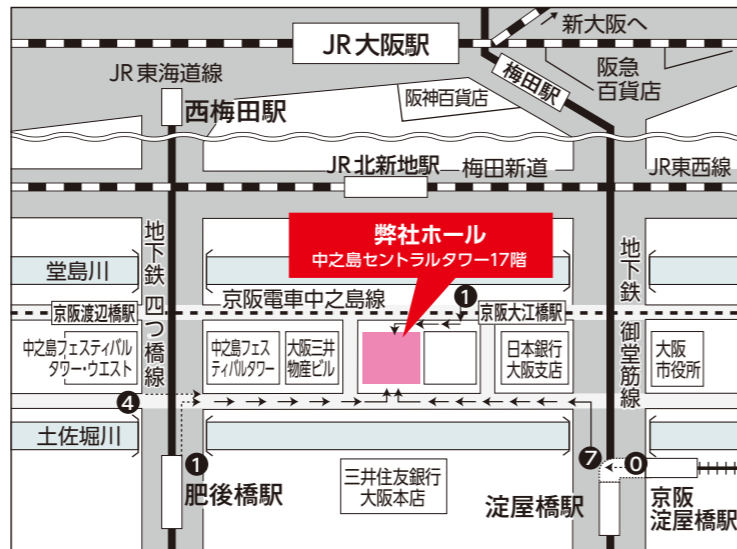 新大阪へ
JR大阪駅
JR東海道線
梅田駅
阪急
百貨店
阪神百貨店
西梅田駅
JR北新地駅
梅田新道
JR東西線
弊社ホール
中之島セントラルタワー17階
地下鉄 四つ橋線
地下鉄 御堂筋線
堂島川
京阪電車中之島線
1
京阪渡辺橋駅
京阪大江橋駅
中之島フェスティバル
タワー・ウエスト
中之島フェス
ティバルタワー
大阪三井
物産ビル
日本銀行
大阪支店
大阪
市役所
4
土佐堀川
1
肥後橋駅
三井住友銀行
大阪本店
7
0
淀屋橋駅
京阪
淀屋橋駅